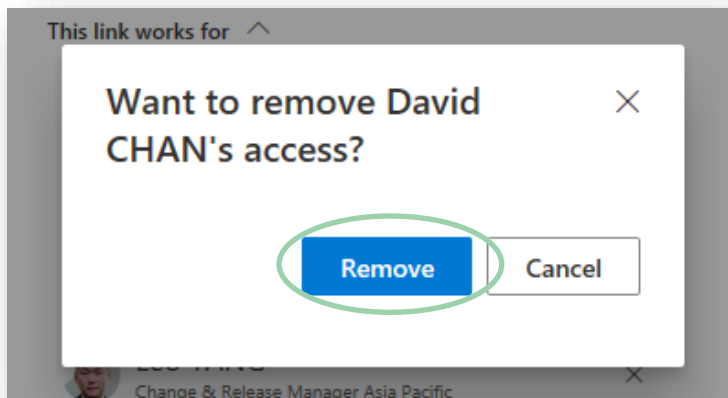 This link works for
Want to remove David
CHAN's access?
Remove
Cancel
Change & Release Manager Asia Pacific